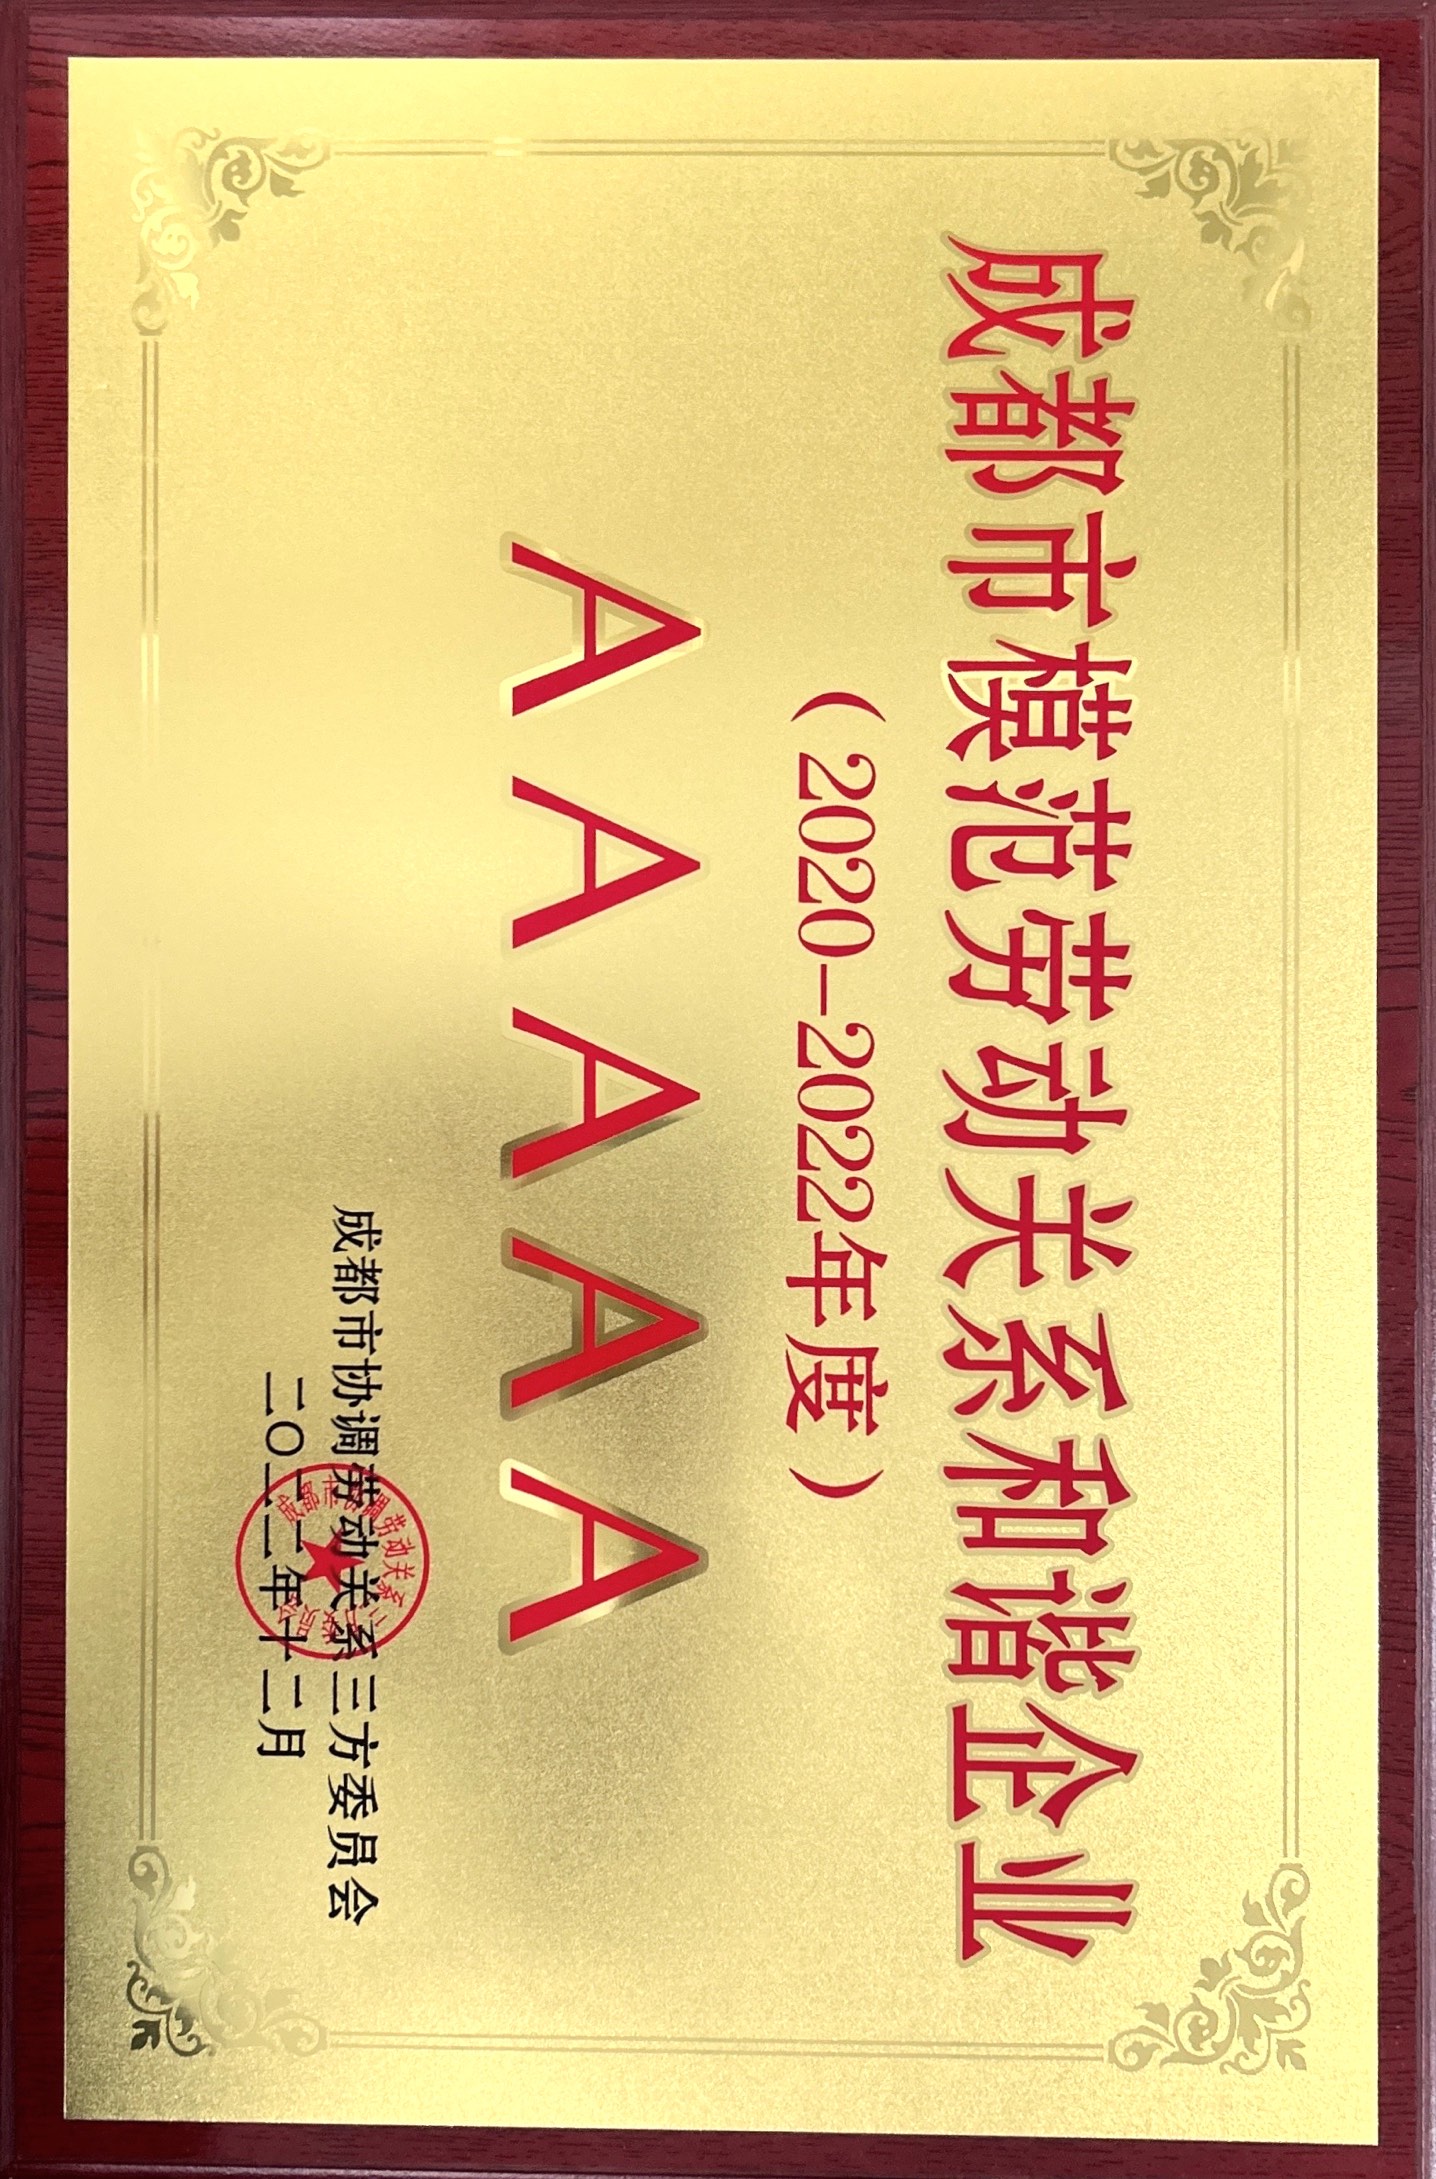 成都市模范劳动关系和谐企业
（2020-2022年度）
AAAAA
成都市协调劳动关系三方委员会
二〇二二年十二月